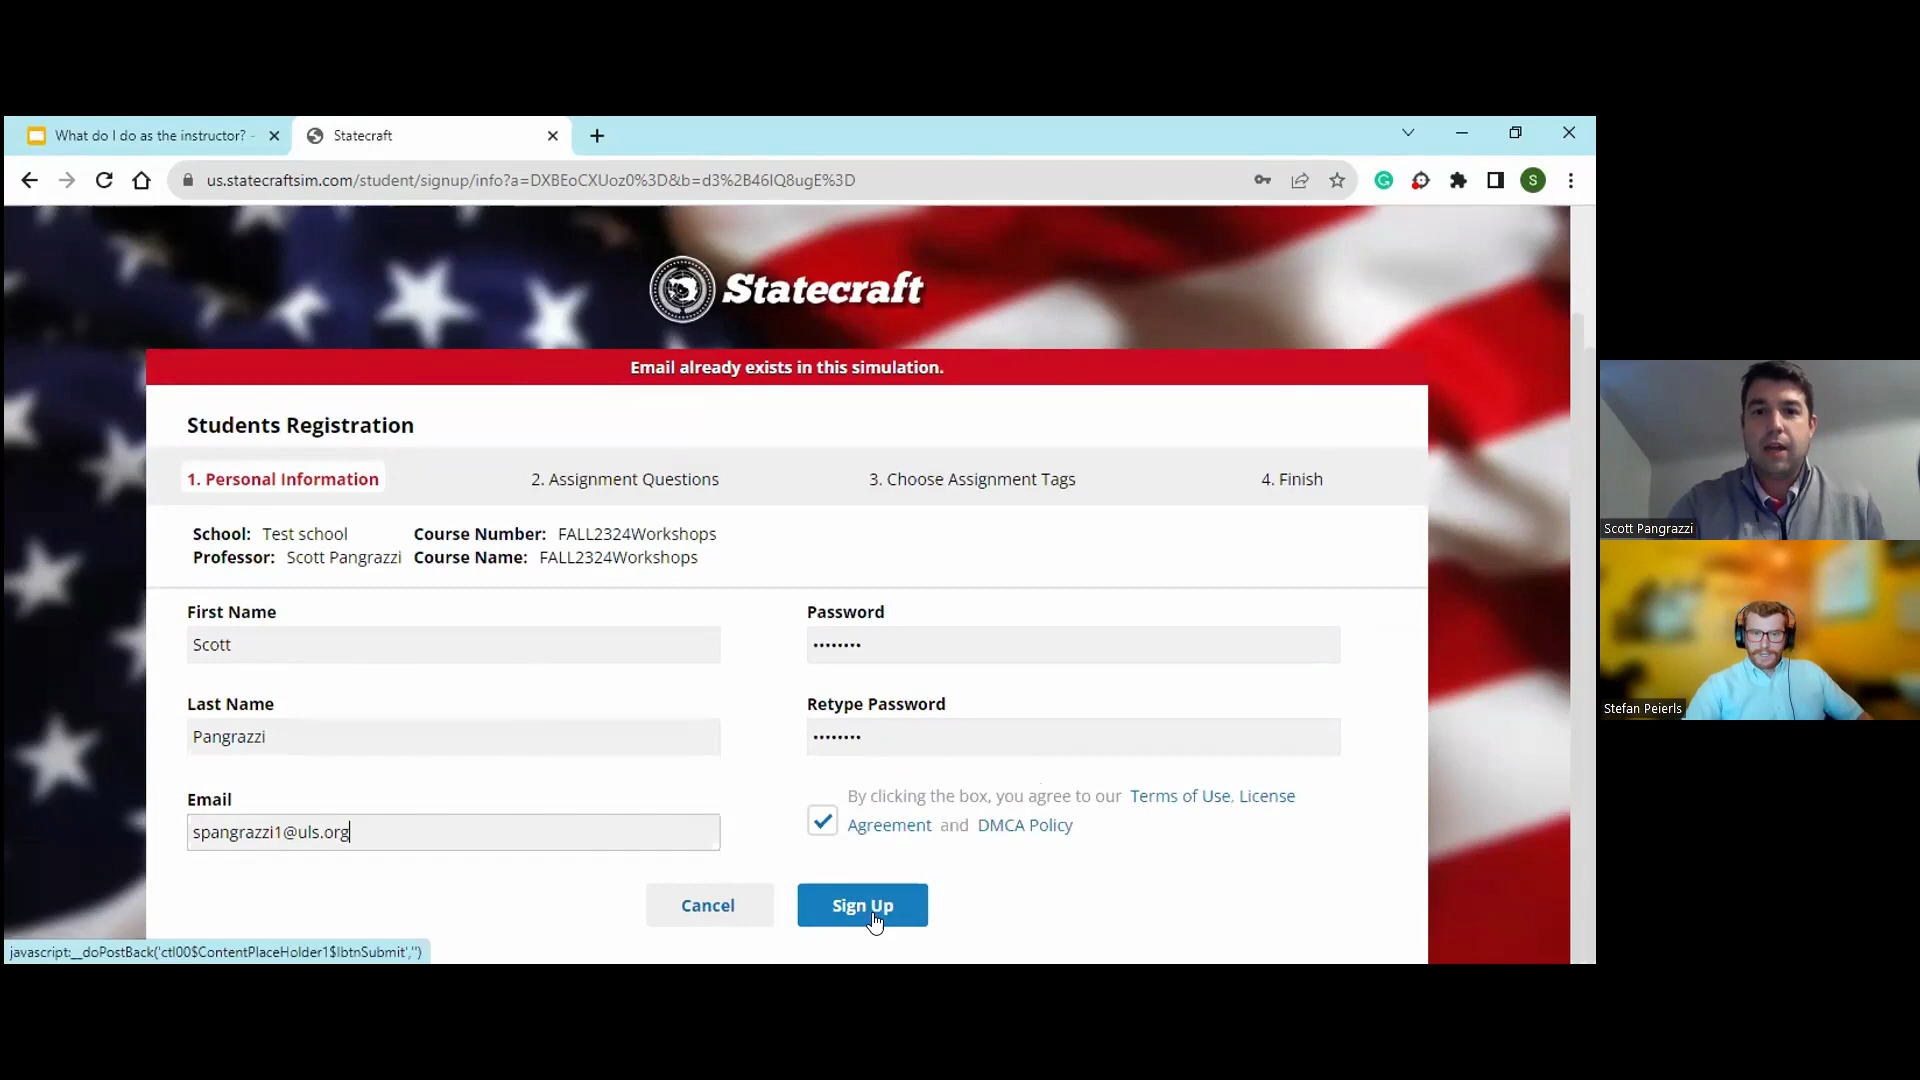 What do I do as the instructor? -
Statecraft
us.statecraftsim.com/student/signup/info?a=DXBEoCXUoz0%3D&b=d3%2B46IQ8ugE%3D
S
Statecraft
Email already exists in this simulation.
Students Registration
1. Personal Information
2. Assignment Questions
3. Choose Assignment Tags
4. Finish
School: Test school
Course Number: FALL2324Workshops
Professor: Scott Pangrazzi
Course Name: FALL2324Workshops
First Name
Password
Scott
••••••••
Last Name
Retype Password
Pangrazzi
••••••••
Email
By clicking the box, you agree to our Terms of Use, License
Agreement and DMCA Policy
spangrazzi1@uls.org
Cancel
Sign Up
javascript:__doPostBack('ctl00$ContentPlaceHolder1$lbtnSubmit','')
Scott Pangrazzi
Stefan Peierls